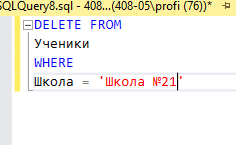 SQLQuery8.sql - 408...(408-05\profi (76))*
DELETE FROM
Ученики
WHERE
Школа = 'Школа №21'